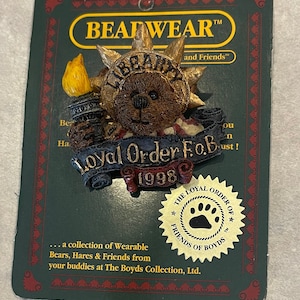 BEARWEAR™
and Friends™
LIBEARTY
Loyal Order F.o.B
1998
THE LOYAL ORDER OF
FRIENDS OF BOYDS
. . . a collection of Wearable
Bears, Hares & Friends from
your buddies at The Boyds Collection, Ltd.